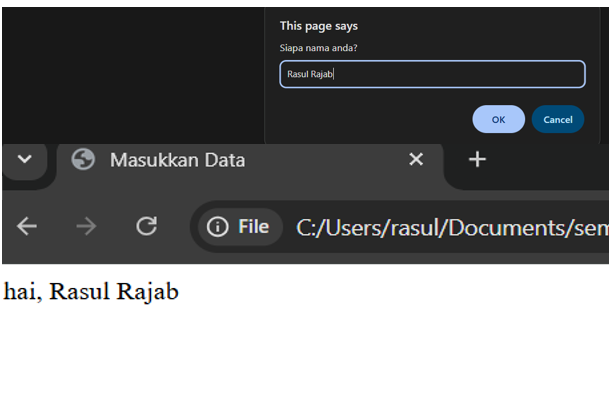 This page says
Siapa nama anda?
Rasul Rajab
OK Cancel
Masukkan Data
File C:/Users/rasul/Documents/sem
hai, Rasul Rajab